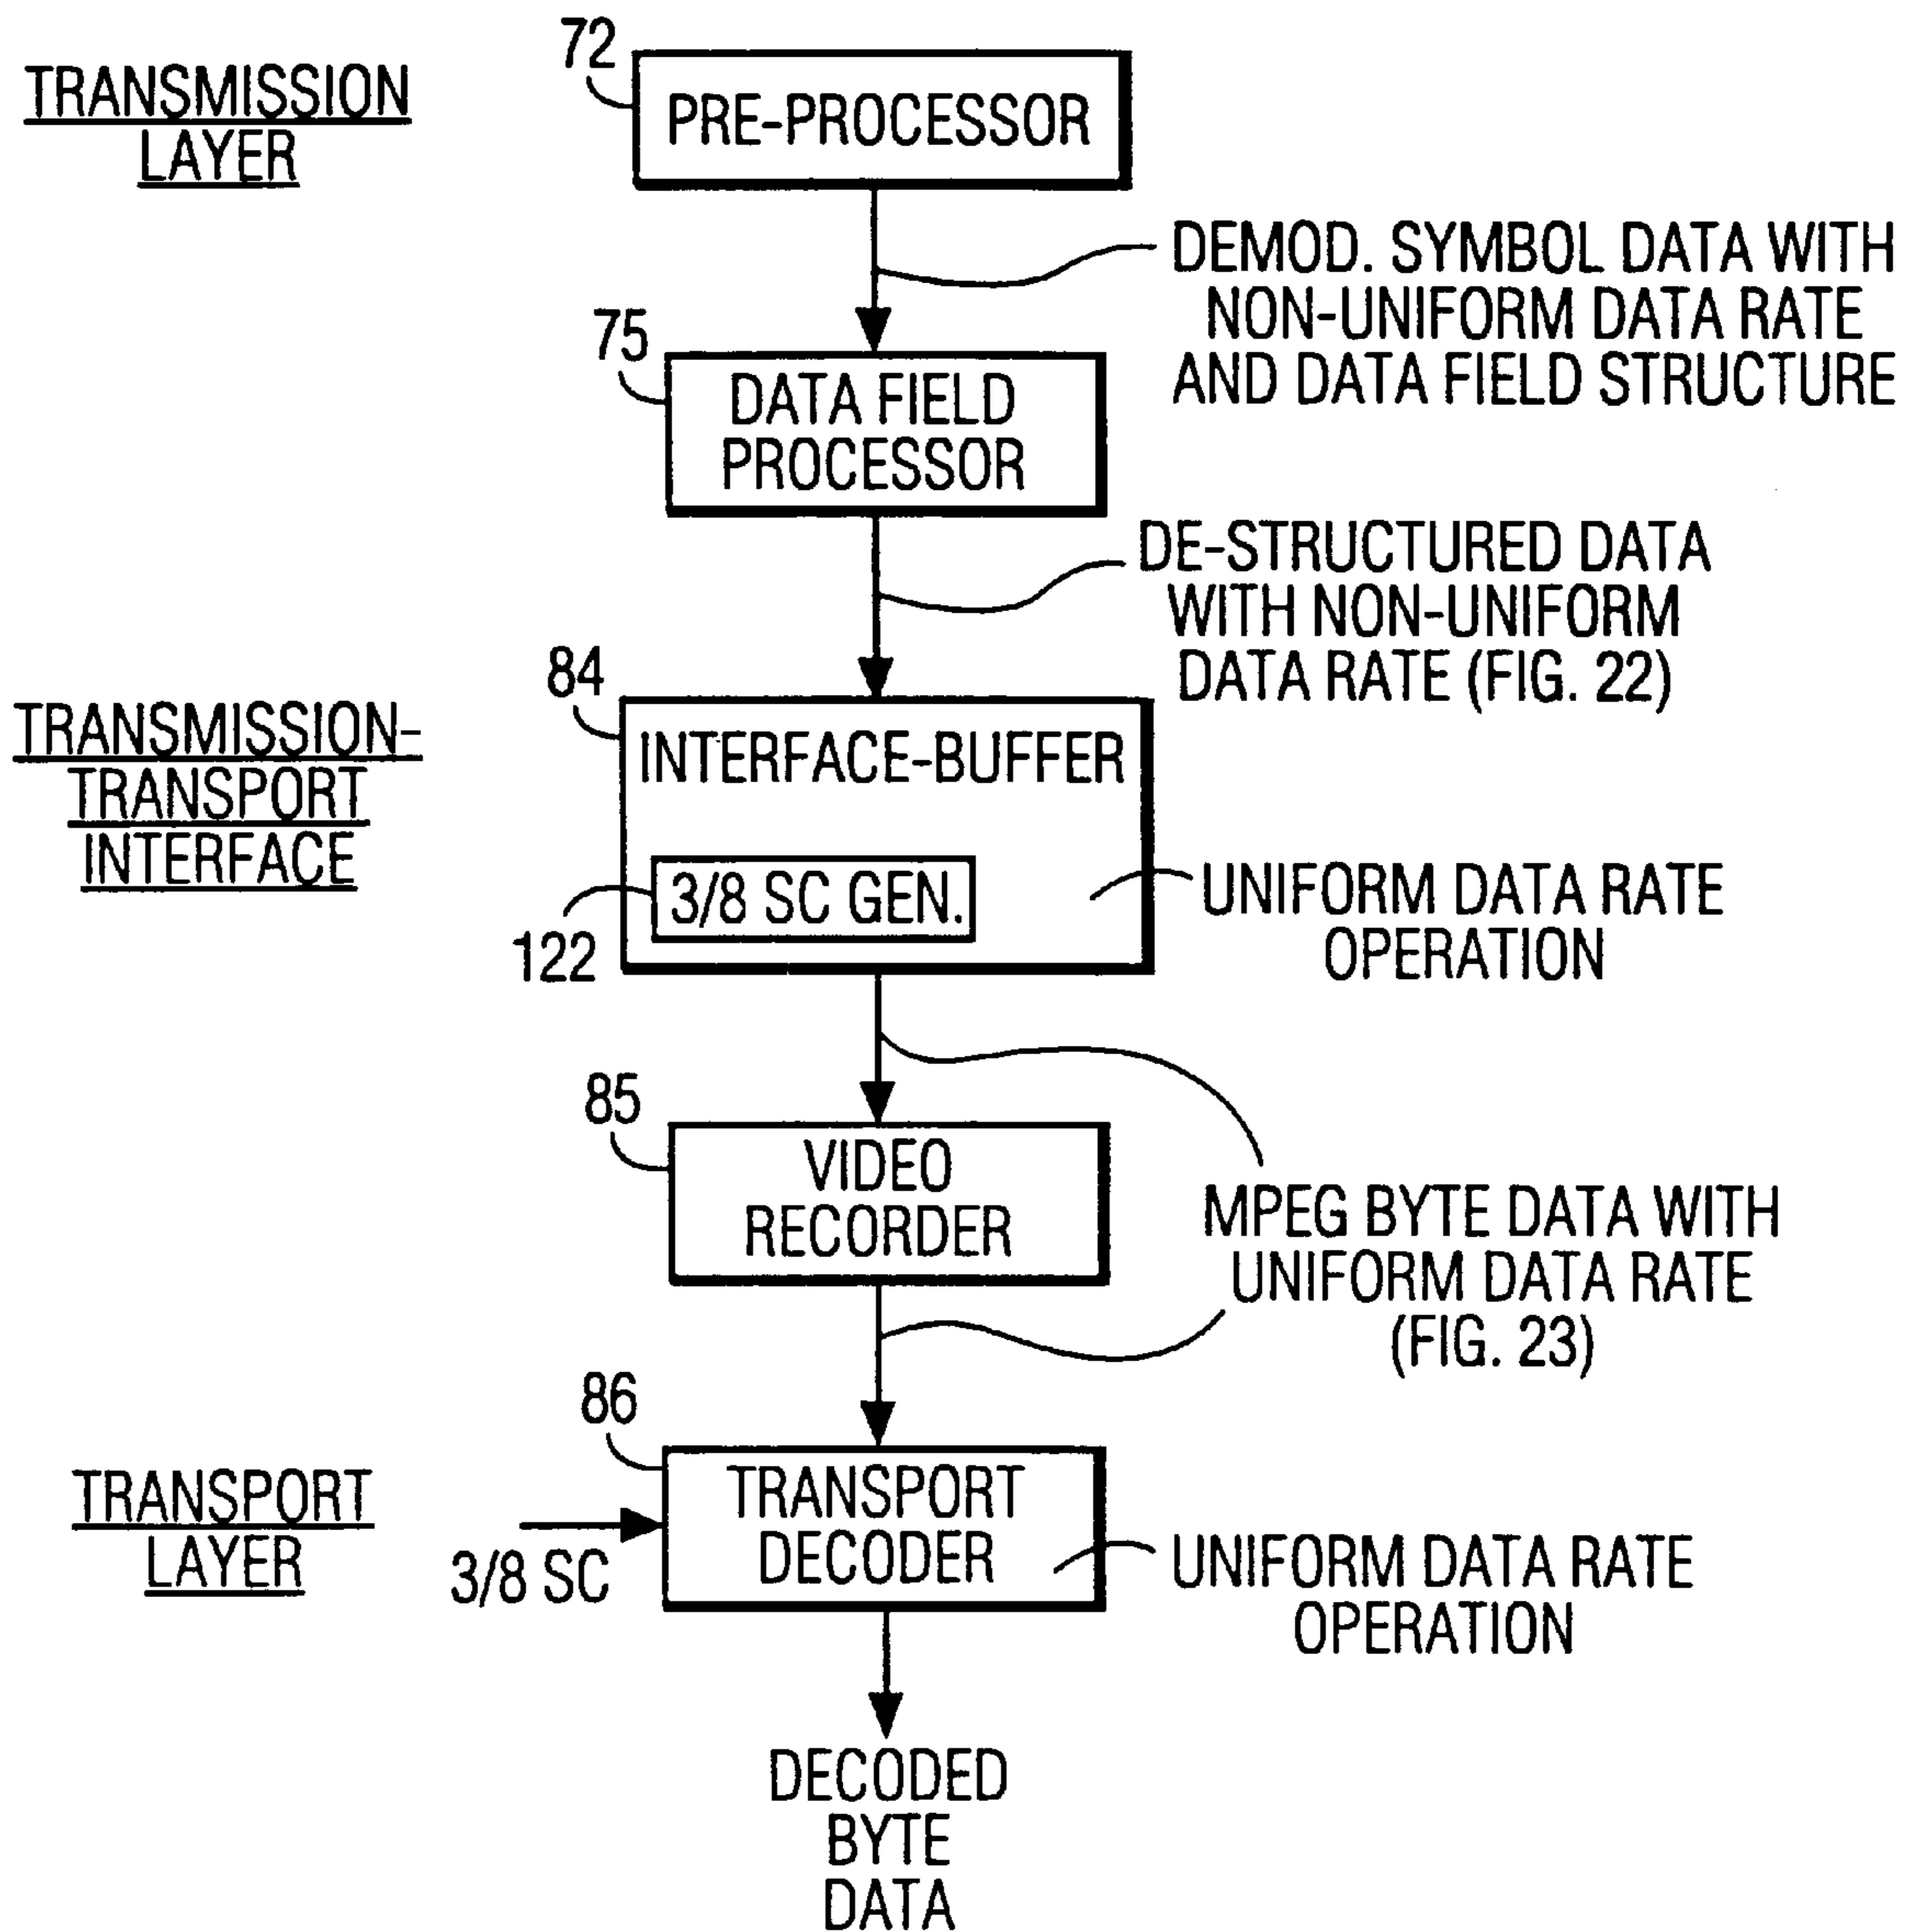 72
TRANSMISSION
LAYER
PRE-PROCESSOR
DEMOD. SYMBOL DATA WITH
NON-UNIFORM DATA RATE
AND DATA FIELD STRUCTURE
75
DATA FIELD
PROCESSOR
DE-STRUCTURED DATA
WITH NON-UNIFORM
DATA RATE (FIG. 22)
84
TRANSMISSION-
TRANSPORT
INTERFACE
INTERFACE-BUFFER
3/8 SC GEN.
122
UNIFORM DATA RATE
OPERATION
85
VIDEO
RECORDER
MPEG BYTE DATA WITH
UNIFORM DATA RATE
(FIG. 23)
86
TRANSPORT
LAYER
3/8 SC
TRANSPORT
DECODER
UNIFORM DATA RATE
OPERATION
DECODED
BYTE
DATA